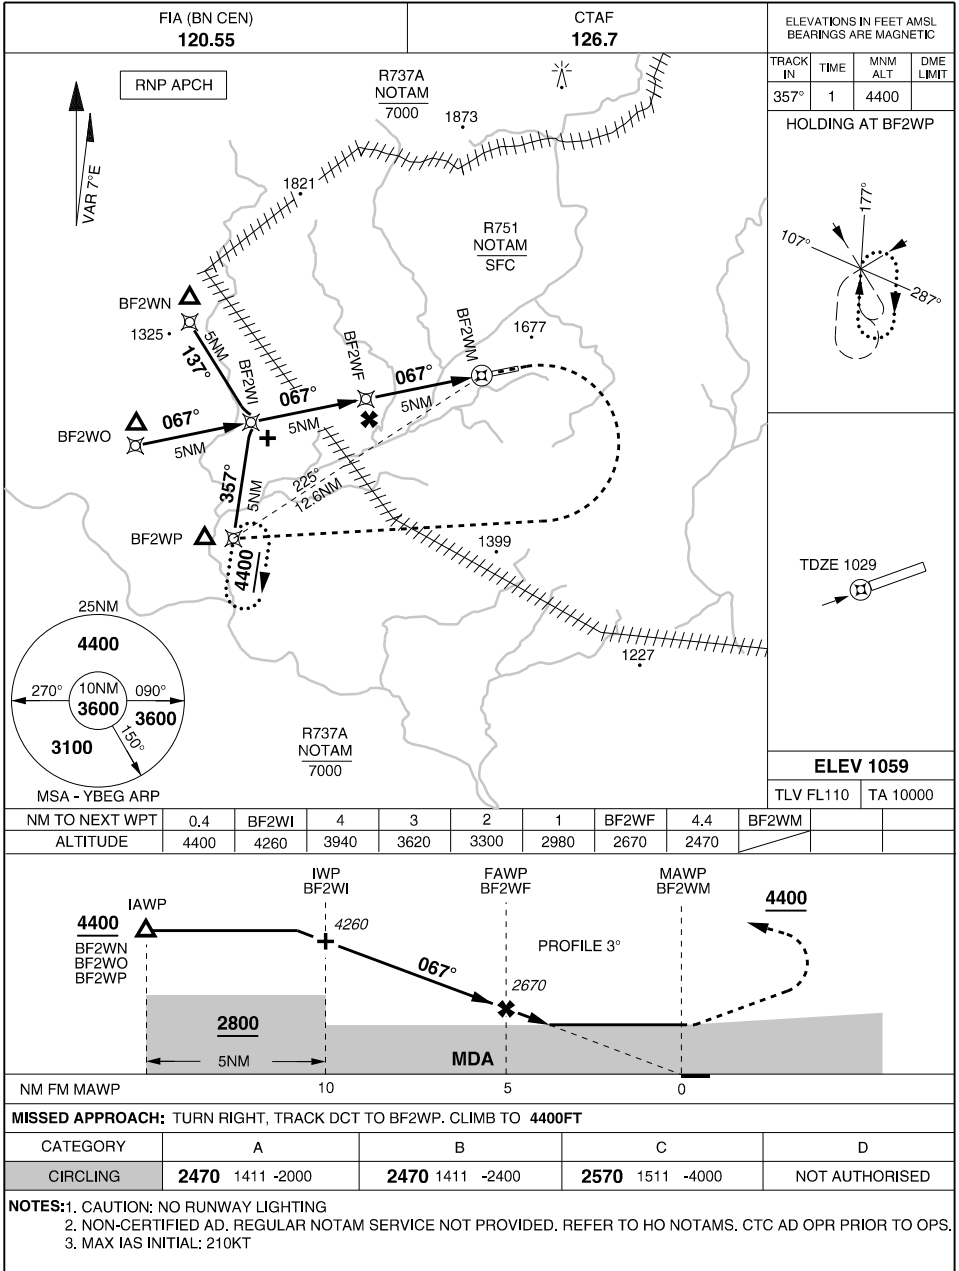 FIA (BN CEN)
120.55
CTAF
126.7
ELEVATIONS IN FEET AMSL
BEARINGS ARE MAGNETIC
TRACK IN TIME MNM ALT DME LIMIT
357° 1 4400
HOLDING AT BF2WP
177°
107°
287°
RNP APCH
VAR 7°E
R737A
NOTAM
7000
1873
1821
R751
NOTAM
SFC
BF2WN
1325
5NM
137°
BF2WI
BF2WF
BF2WM
1677
067°
5NM
067°
5NM
BF2WO
067°
5NM
357°
5NM
225°
12.6NM
BF2WP
4400
1399
1227
TDZE 1029
25NM
4400
270°
10NM
3600
090°
3600
150°
3100
MSA - YBEG ARP
R737A
NOTAM
7000
ELEV 1059
TLV FL110 TA 10000
NM TO NEXT WPT 0.4 BF2WI 4 3 2 1 BF2WF 4.4 BF2WM
ALTITUDE 4400 4260 3940 3620 3300 2980 2670 2470
IAWP
4400
BF2WN
BF2WO
BF2WP
IWP
BF2WI
4260
FAWP
BF2WF
2670
067°
PROFILE 3°
MAWP
BF2WM
4400
2800
5NM
MDA
NM FM MAWP 10 5 0
MISSED APPROACH: TURN RIGHT, TRACK DCT TO BF2WP. CLIMB TO 4400FT
CATEGORY A B C D
CIRCLING 2470 1411 -2000 2470 1411 -2400 2570 1511 -4000 NOT AUTHORISED
NOTES: 1. CAUTION: NO RUNWAY LIGHTING
2. NON-CERTIFIED AD. REGULAR NOTAM SERVICE NOT PROVIDED. REFER TO HO NOTAMS. CTC AD OPR PRIOR TO OPS.
3. MAX IAS INITIAL: 210KT